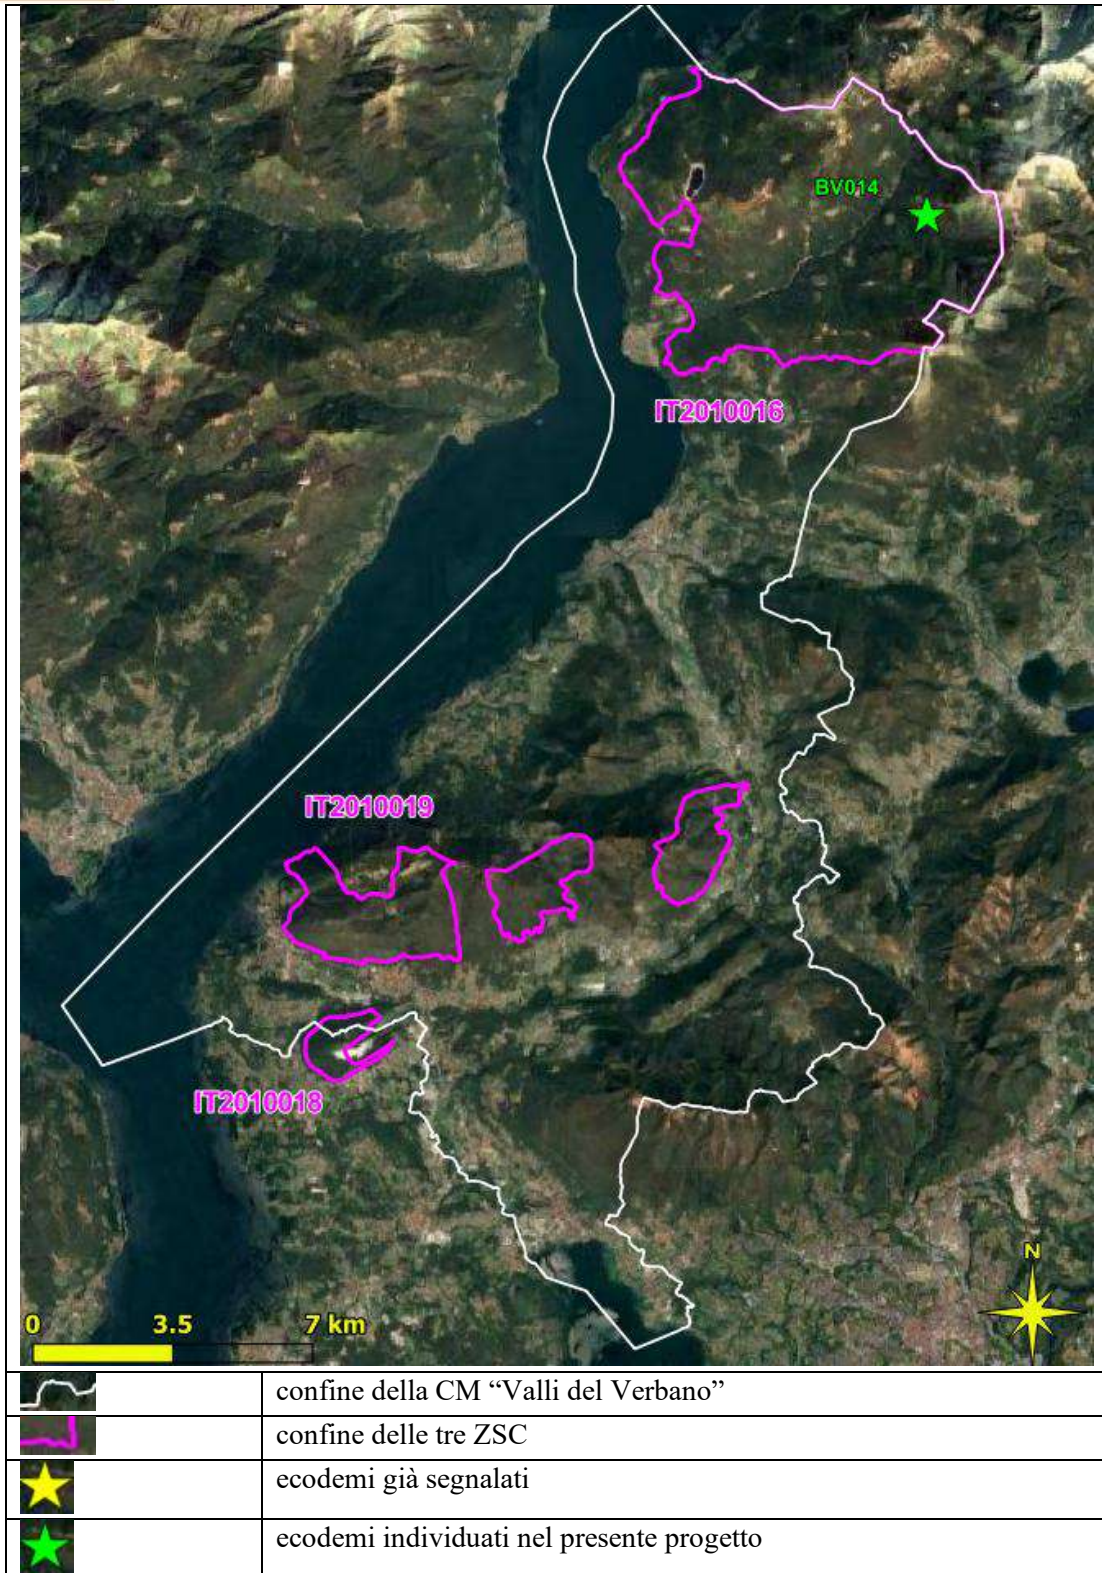 BV014
IT2010016
IT2010019
IT2010018
N
0 3.5 7 km
confine della CM “Valli del Verbano”
confine delle tre ZSC
ecodemi già segnalati
ecodemi individuati nel presente progetto